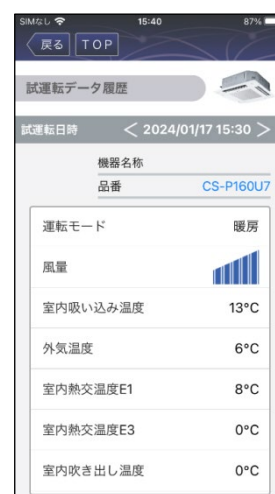 SIMなし 15:40 87%
戻る TOP
試運転データ履歴
試運転日時 < 2024/01/17 15:30 >
機器名称
品番 CS-P160U7
運転モード 暖房
風量
室内吸い込み温度 13°C
外気温度 6°C
室内熱交温度E1 8°C
室内熱交温度E3 0°C
室内吹き出し温度 0°C